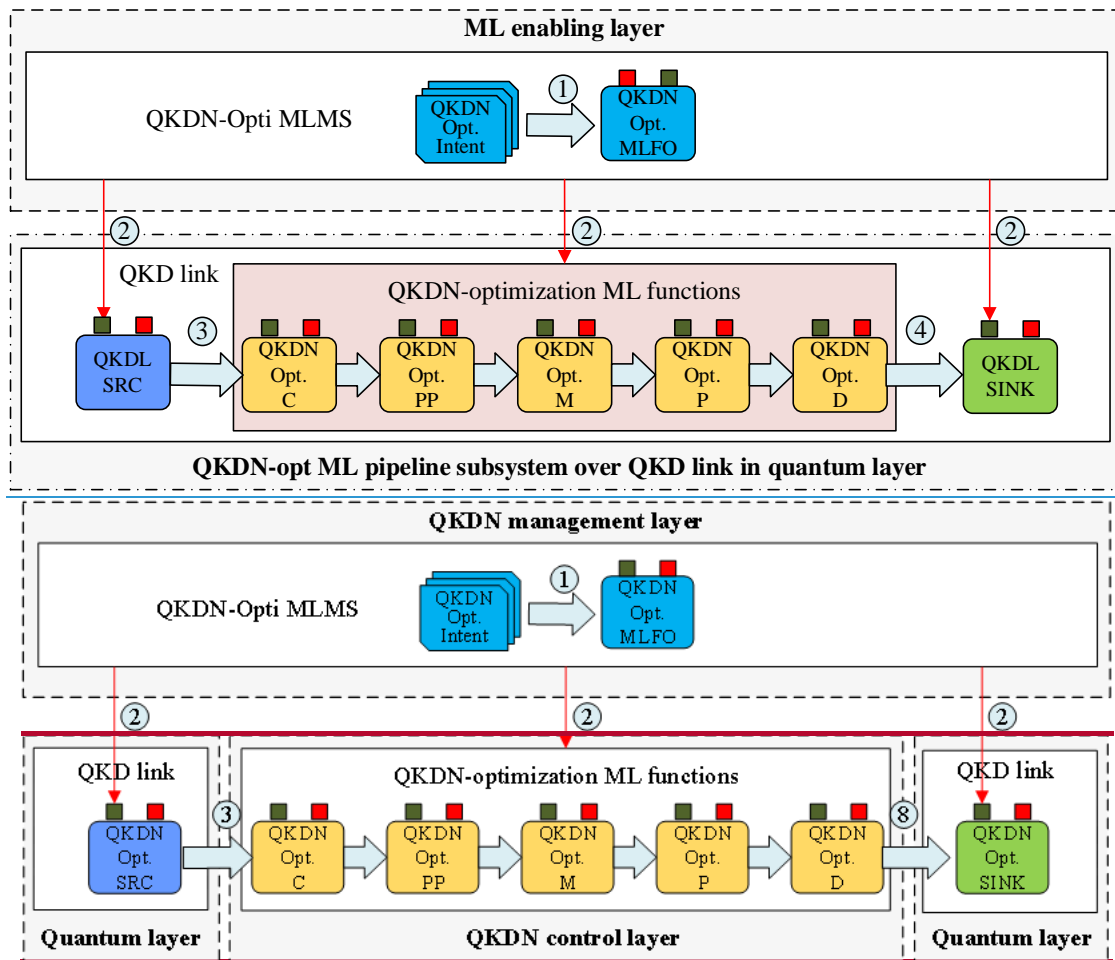 ML enabling layer
QKDN-Opti MLMS
QKDN
Opt.
Intent
1
QKDN
Opt.
MLFO
2
2
2
QKD link
QKDN-optimization ML functions
3
4
QKDL
SRC
QKDN
Opt.
C
QKDN
Opt.
PP
QKDN
Opt.
M
QKDN
Opt.
P
QKDN
Opt.
D
QKDL
SINK
QKDN-opt ML pipeline subsystem over QKD link in quantum layer
QKDN management layer
QKDN-Opti MLMS
QKDN
Opt.
Intent
1
QKDN
Opt.
MLFO
2
2
2
QKD link
QKDN-optimization ML functions
QKD link
3
8
QKDN
Opt.
SRC
QKDN
Opt.
C
QKDN
Opt.
PP
QKDN
Opt.
M
QKDN
Opt.
P
QKDN
Opt.
D
QKDN
Opt.
SINK
Quantum layer
QKDN control layer
Quantum layer